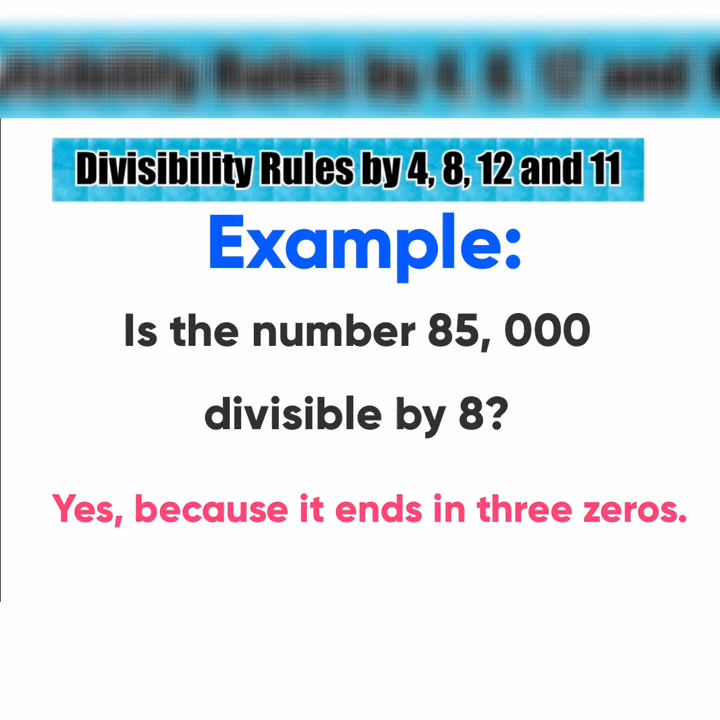 Divisibility Rules by 4, 8, 12 and 11
Example:
Is the number 85, 000
divisible by 8?
Yes, because it ends in three zeros.